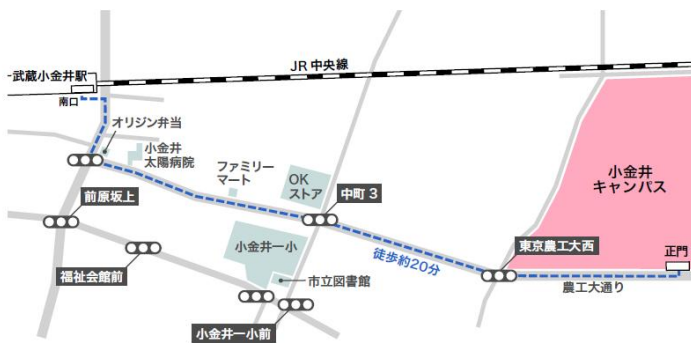 JR 中央線
武蔵小金井駅
南口
オリジン弁当
小金井
太陽病院
ファミリー
マート
OK
ストア
中町 3
小金井
キャンパス
前原坂上
小金井一小
東京農工大西
正門
徒歩約20分
福祉会館前
市立図書館
農工大通り
小金井一小前